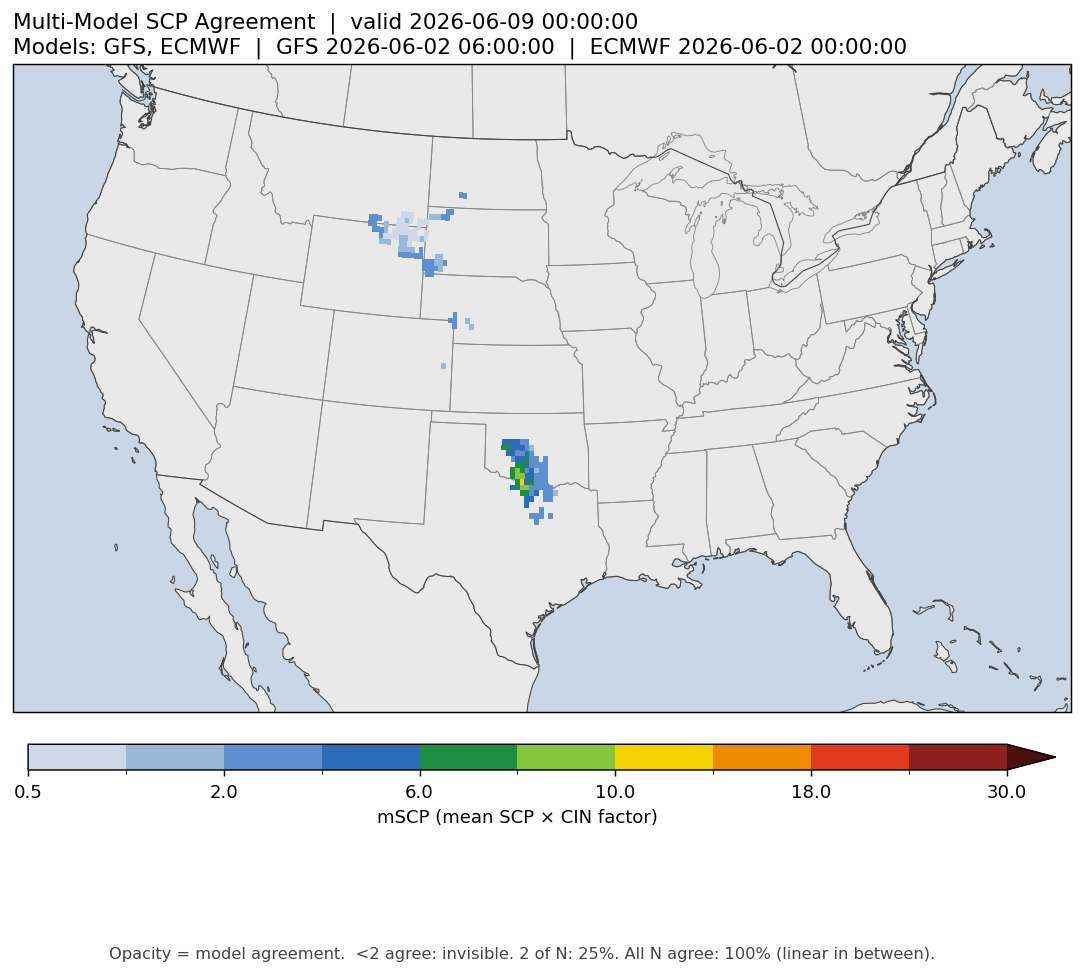 Multi-Model SCP Agreement  |  valid 2026-06-09 00:00:00
Models: GFS, ECMWF  |  GFS 2026-06-02 06:00:00  |  ECMWF 2026-06-02 00:00:00
0.5 2.0 6.0 10.0 18.0 30.0
mSCP (mean SCP × CIN factor)
Opacity = model agreement.  <2 agree: invisible. 2 of N: 25%. All N agree: 100% (linear in between).